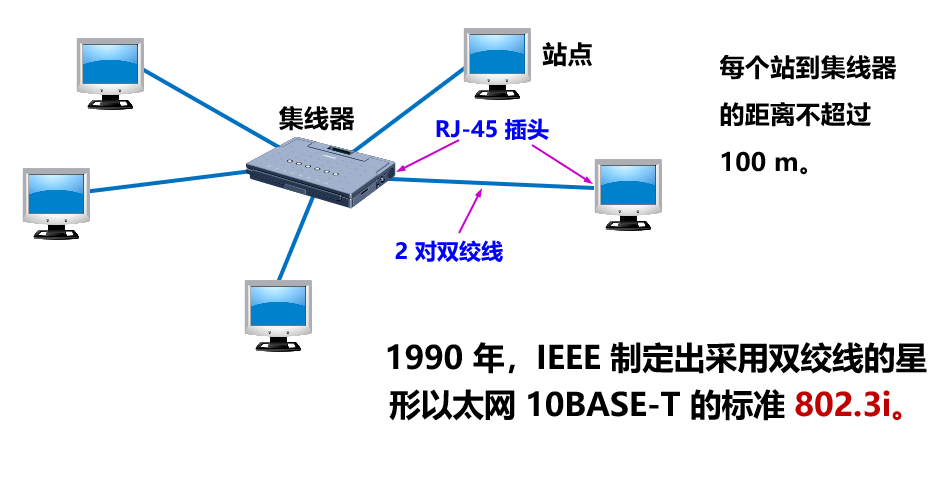 站点
每个站到集线器
的距离不超过
100 m。
集线器
RJ-45 插头
2 对双绞线
1990 年，IEEE 制定出采用双绞线的星
形以太网 10BASE-T 的标准 802.3i。